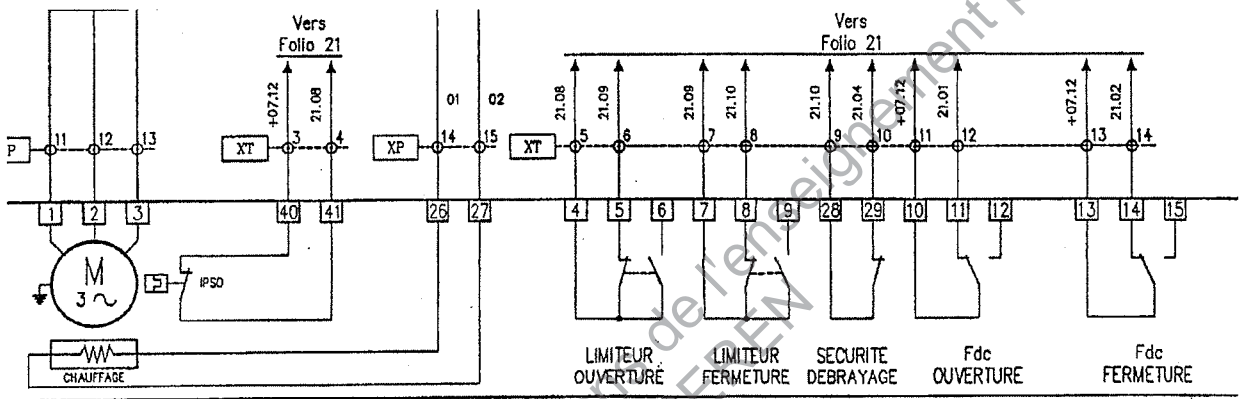 Vers
Folio 21
Vers
Folio 21
+07.12
21.08
01
02
21.08
21.09
21.09
21.10
21.10
21.04
+07.12
21.01
+07.12
21.02
P
11
12
13
XT
3
4
XP
14
15
XT
5
6
7
8
9
10
11
12
13
14
1
2
3
40
41
26
27
4
5
6
7
8
9
28
29
10
11
12
13
14
15
M
3 ~
IPSO
CHAUFFAGE
LIMITEUR
OUVERTURE
LIMITEUR
FERMETURE
SECURITE
DEBRAYAGE
Fdc
OUVERTURE
Fdc
FERMETURE
ns de l'enseignement p
EREN